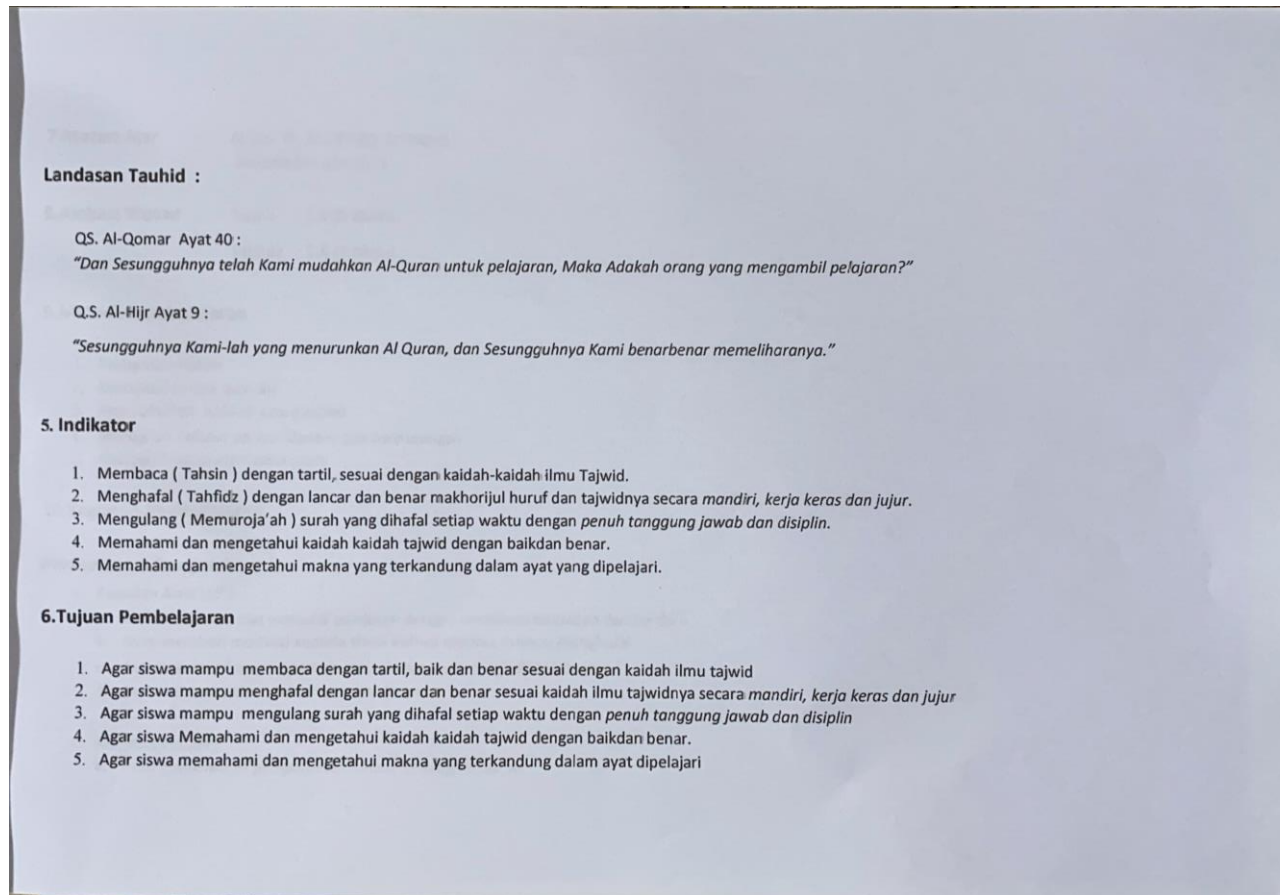 Landasan Tauhid :
QS. Al-Qomar Ayat 40 :
“Dan Sesungguhnya telah Kami mudahkan Al-Quran untuk pelajaran, Maka Adakah orang yang mengambil pelajaran?”
Q.S. Al-Hijr Ayat 9 :
“Sesungguhnya Kami-lah yang menurunkan Al Quran, dan Sesungguhnya Kami benarbenar memeliharanya.”
5. Indikator
1. Membaca ( Tahsin ) dengan tartil, sesuai dengan kaidah-kaidah ilmu Tajwid.
2. Menghafal ( Tahfidz ) dengan lancar dan benar makhorijul huruf dan tajwidnya secara mandiri, kerja keras dan jujur.
3. Mengulang ( Memuroja’ah ) surah yang dihafal setiap waktu dengan penuh tanggung jawab dan disiplin.
4. Memahami dan mengetahui kaidah kaidah tajwid dengan baikdan benar.
5. Memahami dan mengetahui makna yang terkandung dalam ayat yang dipelajari.
6.Tujuan Pembelajaran
1. Agar siswa mampu membaca dengan tartil, baik dan benar sesuai dengan kaidah ilmu tajwid
2. Agar siswa mampu menghafal dengan lancar dan benar sesuai kaidah ilmu tajwidnya secara mandiri, kerja keras dan jujur
3. Agar siswa mampu mengulang surah yang dihafal setiap waktu dengan penuh tanggung jawab dan disiplin
4. Agar siswa Memahami dan mengetahui kaidah kaidah tajwid dengan baikdan benar.
5. Agar siswa memahami dan mengetahui makna yang terkandung dalam ayat dipelajari